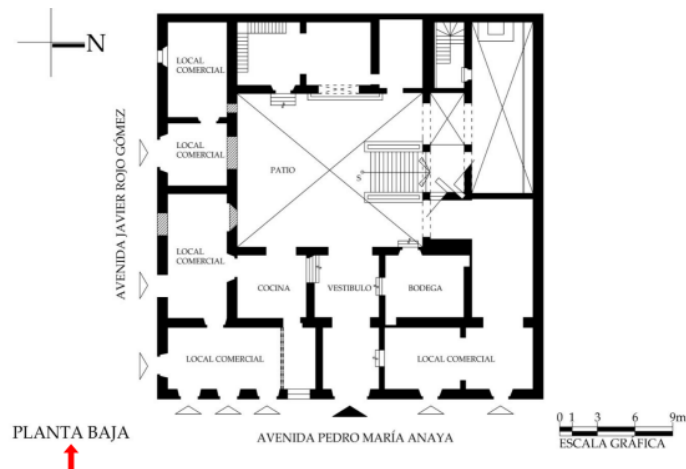 N
LOCAL
COMERCIAL
LOCAL
COMERCIAL
AVENIDA JAVIER ROJO GÓMEZ
PATIO
S
LOCAL
COMERCIAL
COCINA
VESTIBULO
BODEGA
LOCAL COMERCIAL
LOCAL COMERCIAL
PLANTA BAJA
AVENIDA PEDRO MARÍA ANAYA
0 1 3 6 9m
ESCALA GRÁFICA